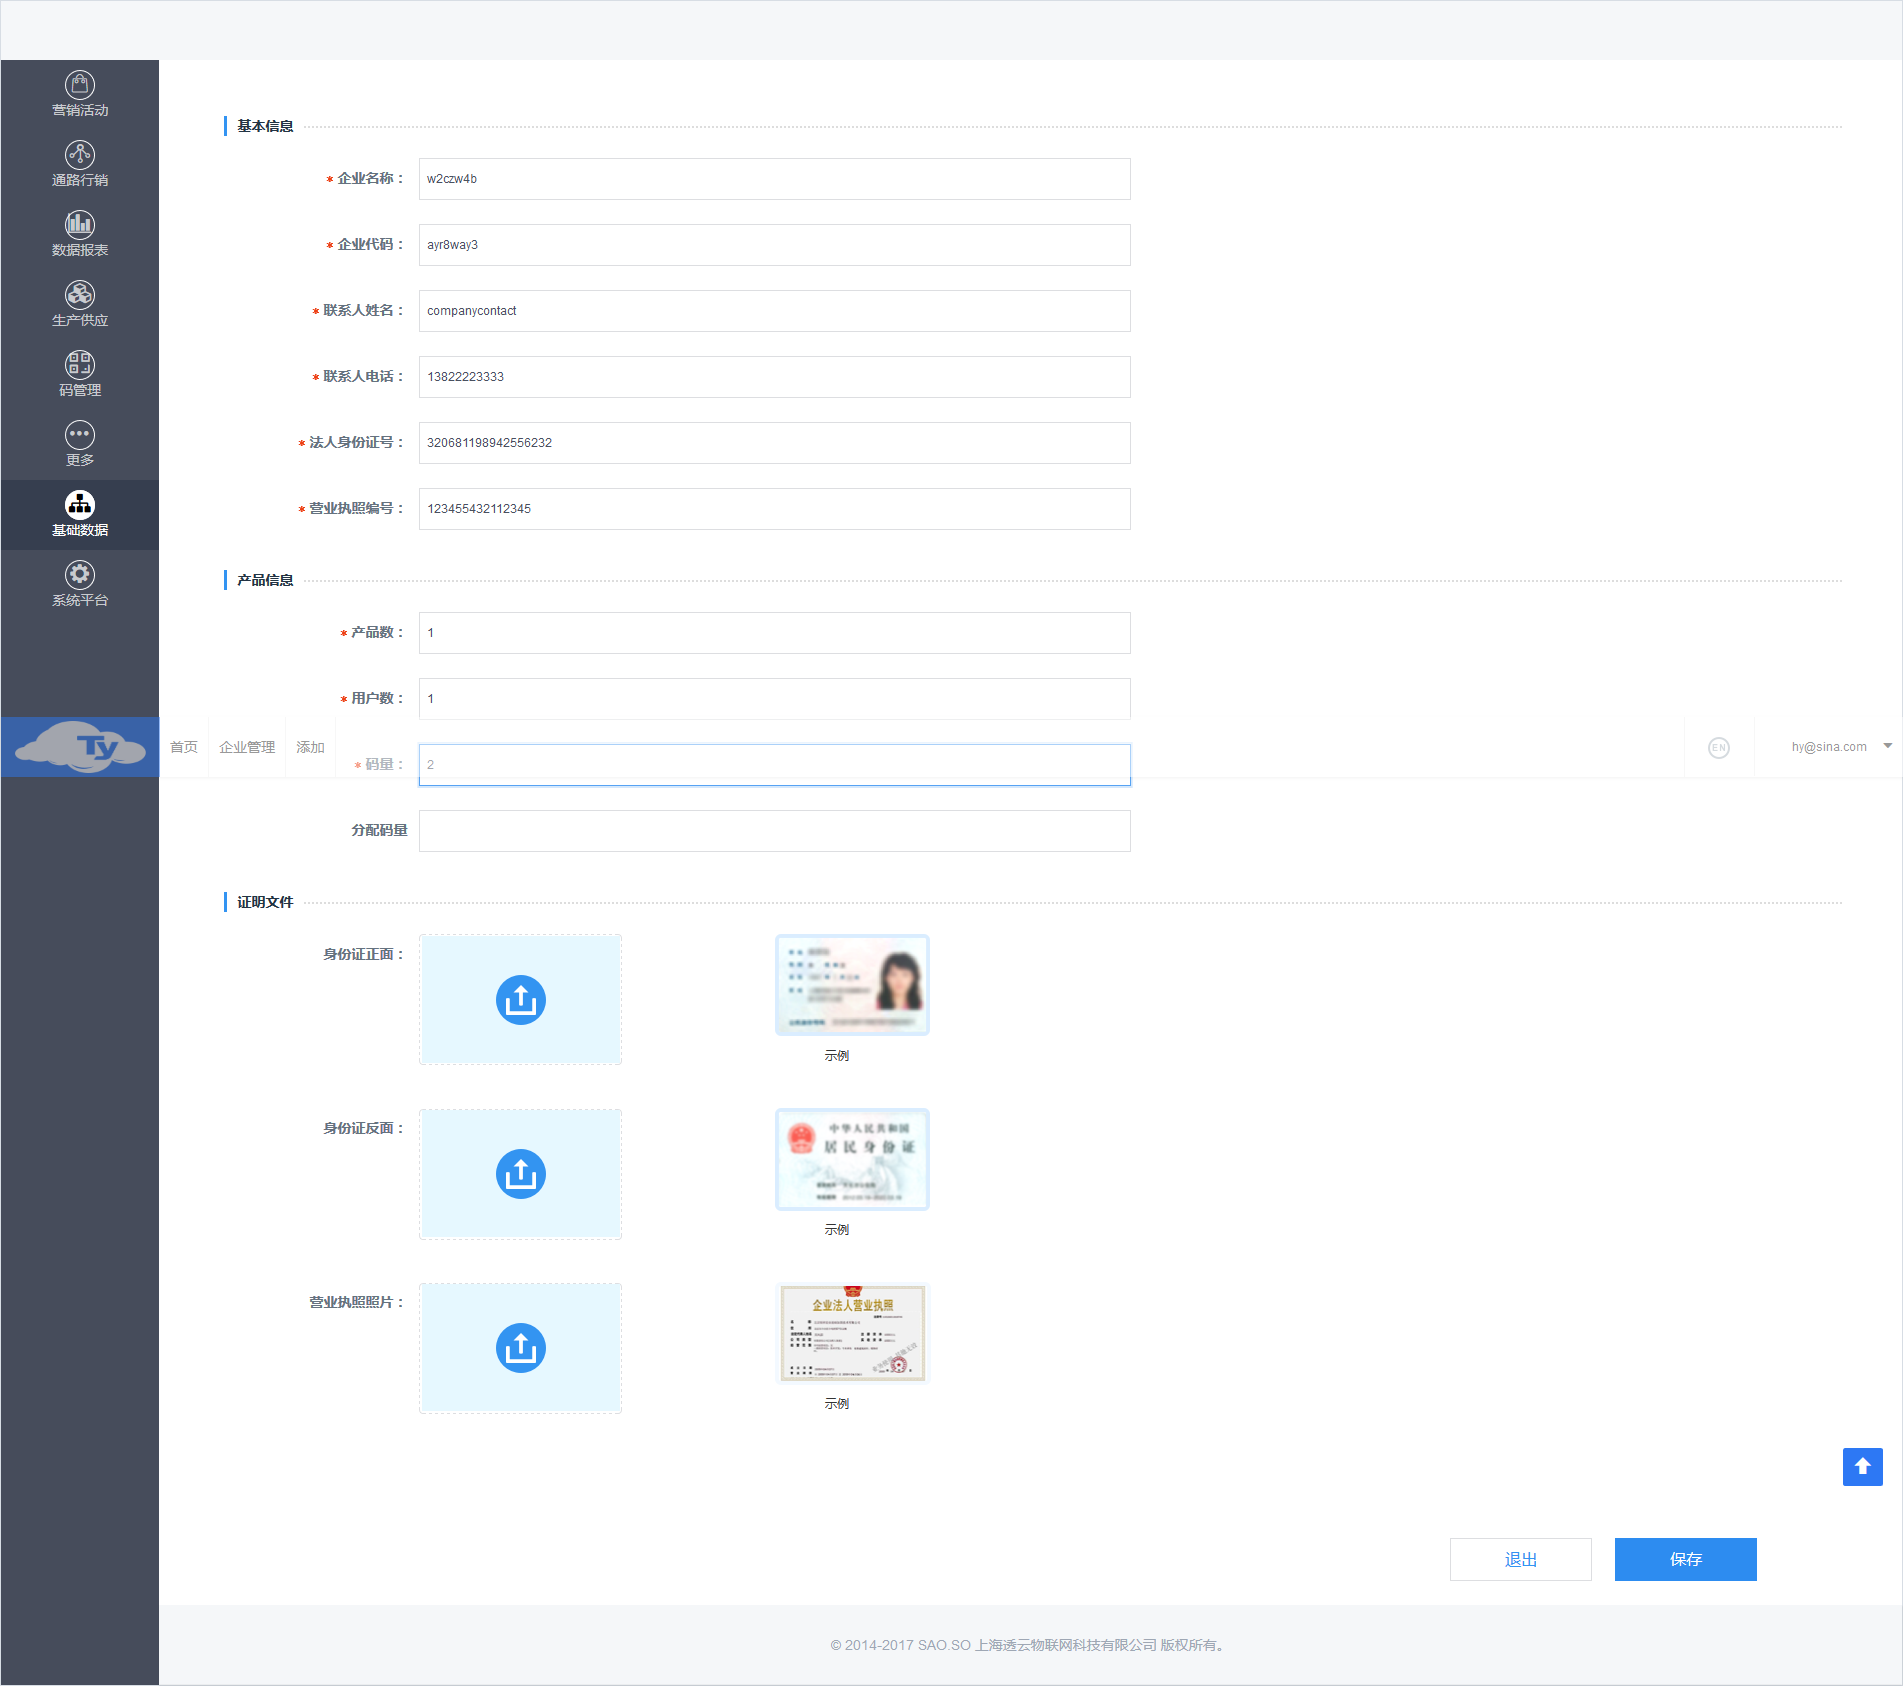 营销活动
通路行销
数据报表
生产供应
码管理
更多
基础数据
系统平台
基本信息
* 企业名称： w2czw4b
* 企业代码： ayr8way3
* 联系人姓名： companycontact
* 联系人电话： 13822223333
* 法人身份证号： 320681198942556232
* 营业执照编号： 123455432112345
产品信息
* 产品数： 1
* 用户数： 1
Ty 首页 企业管理 添加 EN hy@sina.com
* 码量： 2
分配码量
证明文件
身份证正面：
示例
身份证反面：
中华人民共和国
居民身份证
示例
营业执照照片：
企业法人营业执照
示例
退出 保存
© 2014-2017 SAO.SO 上海透云物联网科技有限公司 版权所有。